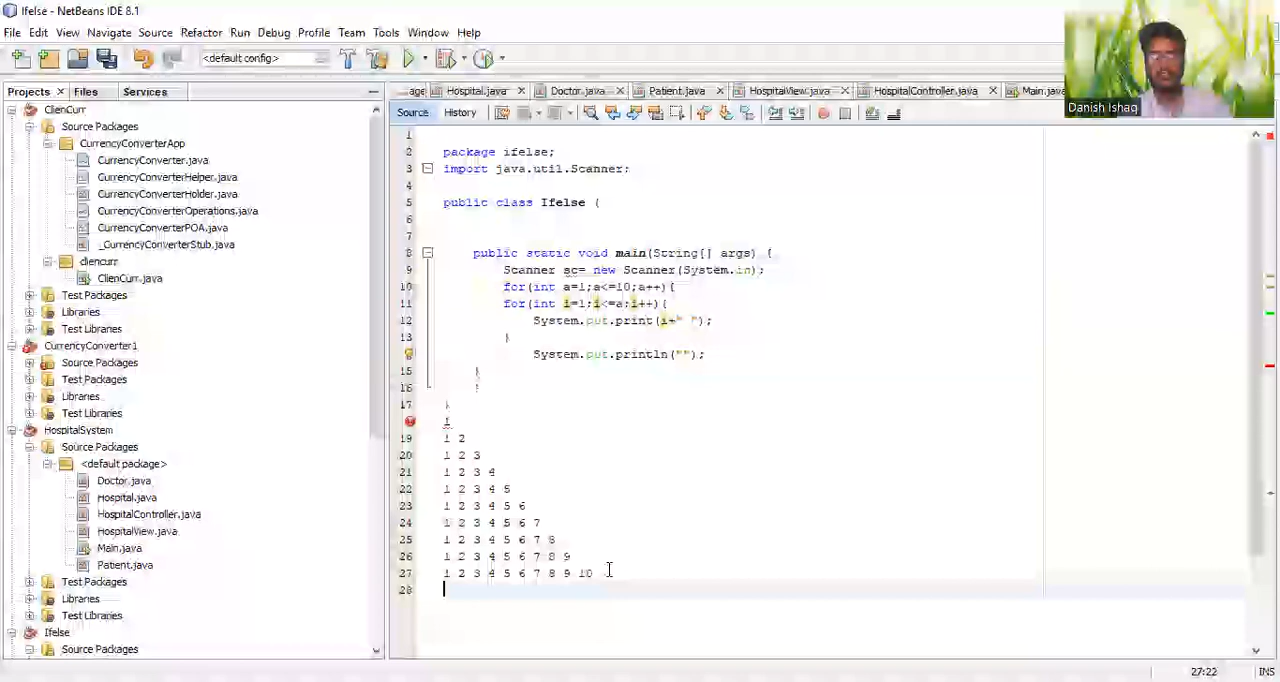 Ifelse - NetBeans IDE 8.1
File Edit View Navigate Source Refactor Run Debug Profile Team Tools Window Help
<default config>
Danish Ishaq
Projects Files Services
...age Hospital.java Doctor.java Patient.java HospitalView.java HospitalController.java Main.java
Source History
ClienCurr
Source Packages
CurrencyConverterApp
CurrencyConverter.java
CurrencyConverterHelper.java
CurrencyConverterHolder.java
CurrencyConverterOperations.java
CurrencyConverterPOA.java
_CurrencyConverterStub.java
cliencurr
ClienCurr.java
Test Packages
Libraries
Test Libraries
CurrencyConverter1
Source Packages
Test Packages
Libraries
Test Libraries
HospitalSystem
Source Packages
<default package>
Doctor.java
Hospital.java
HospitalController.java
HospitalView.java
Main.java
Patient.java
Test Packages
Libraries
Test Libraries
Ifelse
Source Packages
1
2 package ifelse;
3 import java.util.Scanner;
4
5 public class Ifelse {
6
7
8 public static void main(String[] args) {
9 Scanner sc= new Scanner(System.in);
10 for(int a=1;a<=10;a++){
11 for(int i=1;i<=a;i++){
12 System.out.print(i+" ");
13 }
System.out.println("");
15 }
16 }
17 }
1
19 1 2
20 1 2 3
21 1 2 3 4
22 1 2 3 4 5
23 1 2 3 4 5 6
24 1 2 3 4 5 6 7
25 1 2 3 4 5 6 7 8
26 1 2 3 4 5 6 7 8 9
27 1 2 3 4 5 6 7 8 9 10
28
27:22 INS